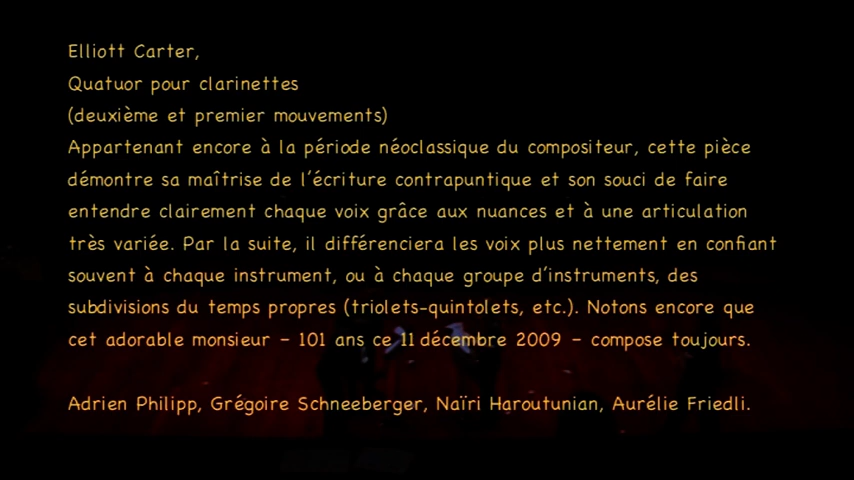 Elliott Carter,
Quatuor pour clarinettes
(deuxième et premier mouvements)
Appartenant encore à la période néoclassique du compositeur, cette pièce
démontre sa maîtrise de l'écriture contrapuntique et son souci de faire
entendre clairement chaque voix grâce aux nuances et à une articulation
très variée. Par la suite, il différenciera les voix plus nettement en confiant
souvent à chaque instrument, ou à chaque groupe d'instruments, des
subdivisions du temps propres (triolets-quintolets, etc.). Notons encore que
cet adorable monsieur – 101 ans ce 11 décembre 2009 – compose toujours.
Adrien Philipp, Grégoire Schneeberger, Naïri Haroutunian, Aurélie Friedli.